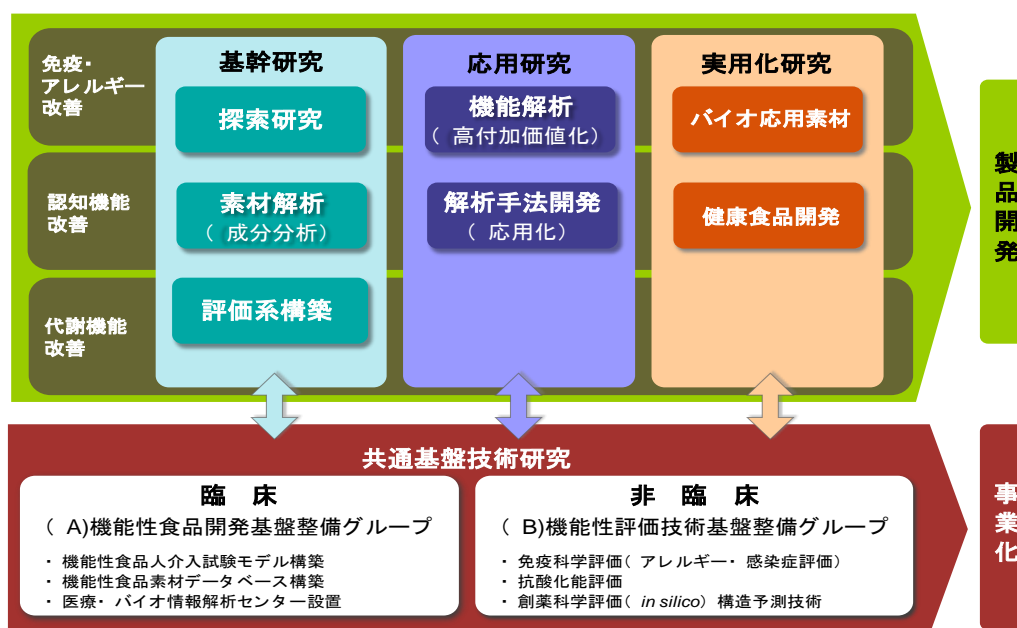 免疫・
アレルギー
改善
認知機能
改善
代謝機能
改善
基幹研究
探索研究
素材解析
( 成分分析)
評価系構築
応用研究
機能解析
( 高付加価値化)
解析手法開発
( 応用化)
実用化研究
バイオ応用素材
健康食品開発
製
品
開
発
共通基盤技術研究
臨 床
( A)機能性食品開発基盤整備グループ
・ 機能性食品人介入試験モデル構築
・ 機能性食品素材データベース構築
・ 医療・ バイオ情報解析センター設置
非 臨 床
( B)機能性評価技術基盤整備グループ
・ 免疫科学評価( アレルギー・ 感染症評価)
・ 抗酸化能評価
・ 創薬科学評価( in silico) 構造予測技術
事
業
化